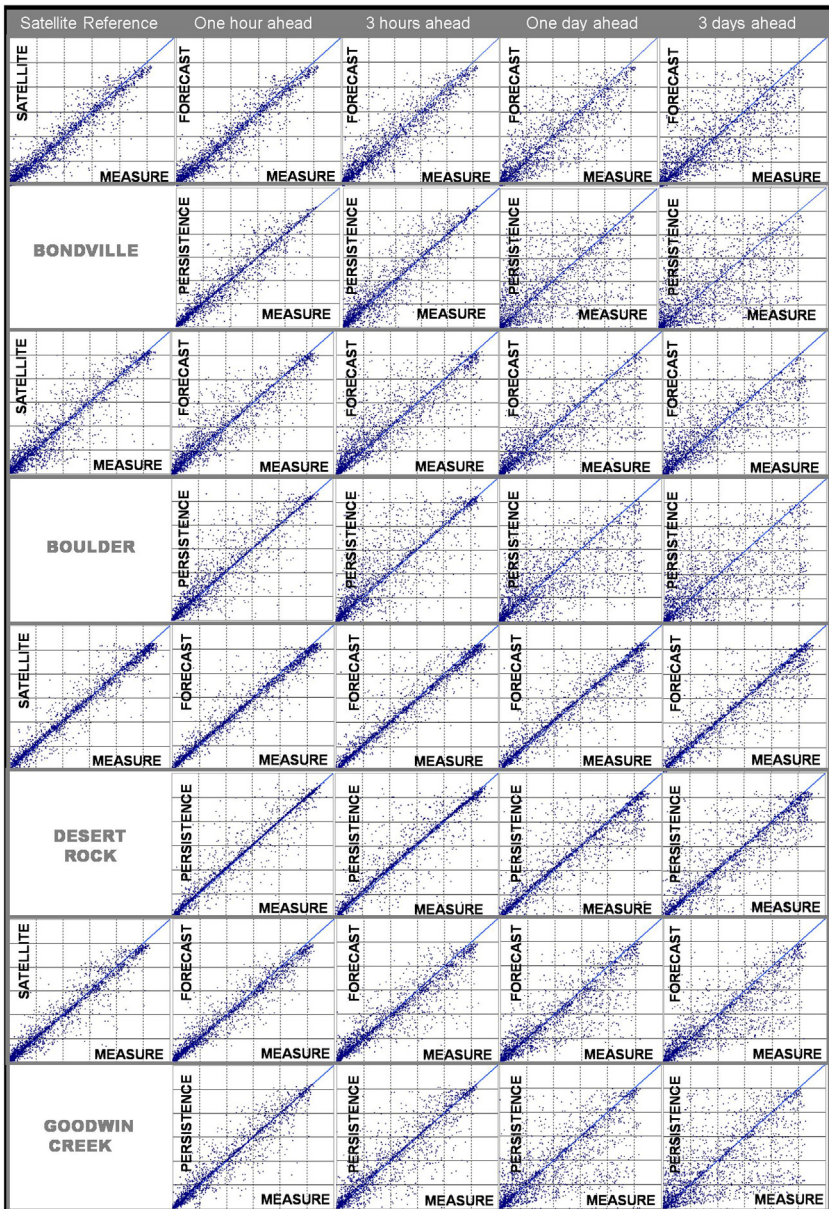 Satellite Reference One hour ahead 3 hours ahead One day ahead 3 days ahead
SATELLITE FORECAST FORECAST FORECAST FORECAST
MEASURE MEASURE MEASURE MEASURE MEASURE
BONDVILLE
PERSISTENCE PERSISTENCE PERSISTENCE PERSISTENCE
MEASURE MEASURE MEASURE MEASURE
SATELLITE FORECAST FORECAST FORECAST FORECAST
MEASURE MEASURE MEASURE MEASURE MEASURE
BOULDER
PERSISTENCE PERSISTENCE PERSISTENCE PERSISTENCE
MEASURE MEASURE MEASURE MEASURE
SATELLITE FORECAST FORECAST FORECAST FORECAST
MEASURE MEASURE MEASURE MEASURE MEASURE
DESERT
ROCK
PERSISTENCE PERSISTENCE PERSISTENCE PERSISTENCE
MEASURE MEASURE MEASURE MEASURE
SATELLITE FORECAST FORECAST FORECAST FORECAST
MEASURE MEASURE MEASURE MEASURE MEASURE
GOODWIN
CREEK
PERSISTENCE PERSISTENCE PERSISTENCE PERSISTENCE
MEASURE MEASURE MEASURE MEASURE